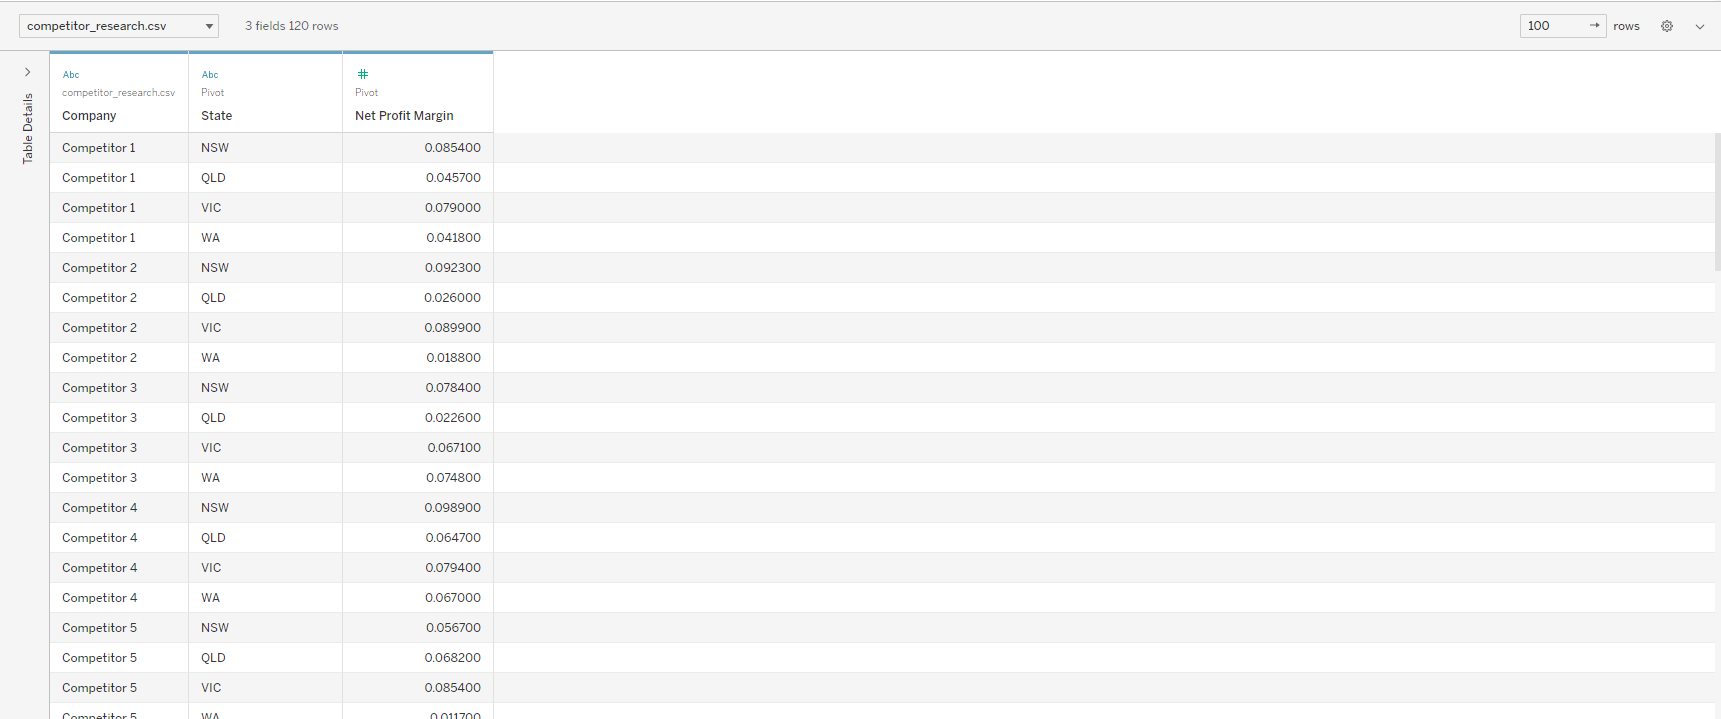 competitor_research.csv 3 fields 120 rows 100 → rows
Table Details
Abc Abc #
competitor_research.csv Pivot Pivot
Company State Net Profit Margin
Competitor 1 NSW 0.085400
Competitor 1 QLD 0.045700
Competitor 1 VIC 0.079000
Competitor 1 WA 0.041800
Competitor 2 NSW 0.092300
Competitor 2 QLD 0.026000
Competitor 2 VIC 0.089900
Competitor 2 WA 0.018800
Competitor 3 NSW 0.078400
Competitor 3 QLD 0.022600
Competitor 3 VIC 0.067100
Competitor 3 WA 0.074800
Competitor 4 NSW 0.098900
Competitor 4 QLD 0.064700
Competitor 4 VIC 0.079400
Competitor 4 WA 0.067000
Competitor 5 NSW 0.056700
Competitor 5 QLD 0.068200
Competitor 5 VIC 0.085400
Competitor 5 WA 0.011700